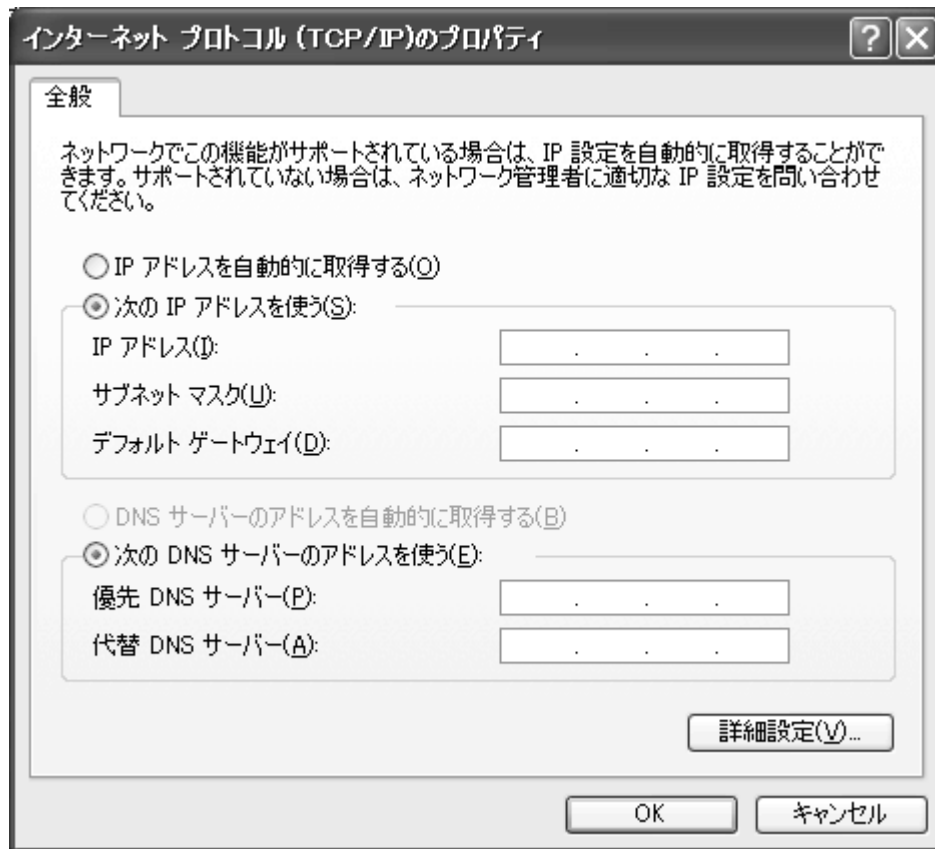 インターネット プロトコル (TCP/IP)のプロパティ
全般
ネットワークでこの機能がサポートされている場合は、IP 設定を自動的に取得することがで
きます。サポートされていない場合は、ネットワーク管理者に適切な IP 設定を問い合わせ
てください。
IP アドレスを自動的に取得する(O)
次の IP アドレスを使う(S):
IP アドレス(I):
サブネット マスク(U):
デフォルト ゲートウェイ(D):
DNS サーバーのアドレスを自動的に取得する(B)
次の DNS サーバーのアドレスを使う(E):
優先 DNS サーバー(P):
代替 DNS サーバー(A):
詳細設定(V)...
OK
キャンセル